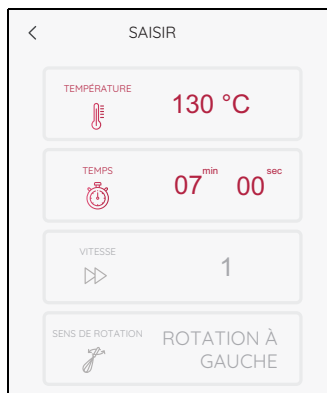 SAISIR
TEMPÉRATURE
130 °C
TEMPS
07 min 00 sec
VITESSE
1
SENS DE ROTATION
ROTATION À
GAUCHE